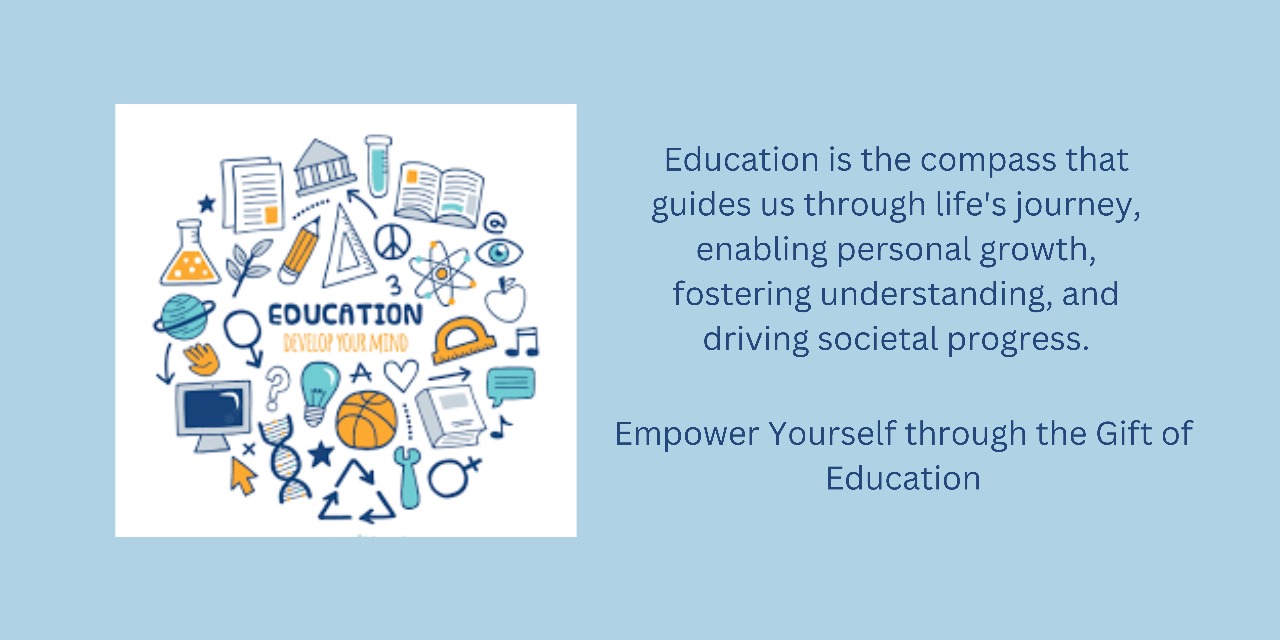 EDUCATION
DEVELOP YOUR MIND
3
@
?
A
x
Education is the compass that
guides us through life's journey,
enabling personal growth,
fostering understanding, and
driving societal progress.
Empower Yourself through the Gift of
Education